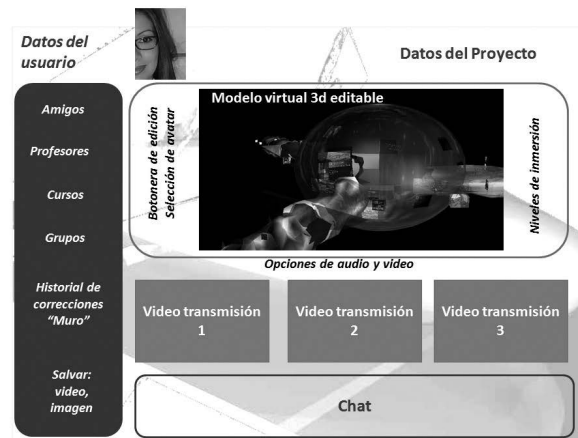 Datos del
usuario
Datos del Proyecto
Amigos
Profesores
Cursos
Grupos
Historial de
correcciones
“Muro”
Salvar:
video,
imagen
Botonera de edición
Selección de avatar
Modelo virtual 3d editable
Niveles de inmersión
Opciones de audio y video
Video transmisión
1
Video transmisión
2
Video transmisión
3
Chat